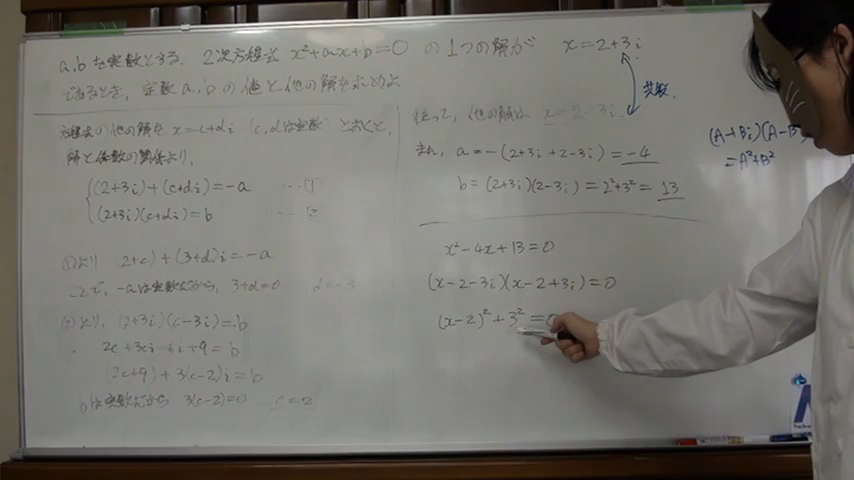 a,bを実数とする. 2次方程式 x²+ax+b=0 の1つの解が x=2+3i
であるとき, 定数a,bの値と他の解を求めよ
方程式の他の解を x=c+di (c,dは実数) とおくと,
解と係数の関係より,
(2+3i)+(c+di)=-a …①
(2+3i)(c+di)=b …②
①より (2+c)+(3+d)i=-a
ここで, -aは実数だから, 3+d=0 d=-3
②より, (2+3i)(c-3i)=b
2c+3ci-6i+9=b
(2c+9)+3(c-2)i=b
bは実数だから 3(c-2)=0 ∴c=2
従って, 他の解は x=2-3i
共役
また, a=-(2+3i+2-3i)=-4
b=(2+3i)(2-3i)=2²+3²=13
(A+Bi)(A-B
=A²+B²
x²-4x+13=0
(x-2-3i)(x-2+3i)=0
(x-2)²+3²=0